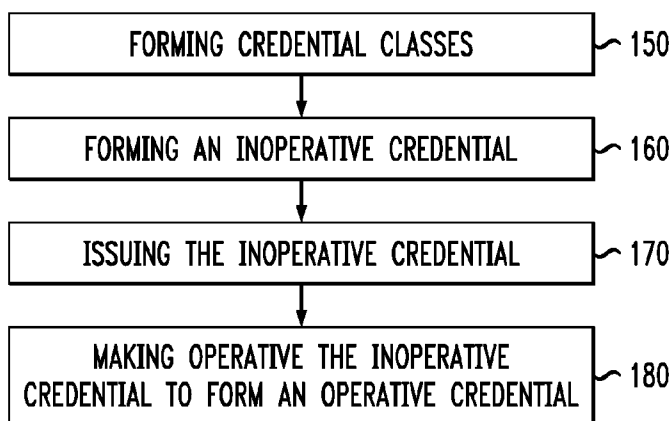 FORMING CREDENTIAL CLASSES
150
FORMING AN INOPERATIVE CREDENTIAL
160
ISSUING THE INOPERATIVE CREDENTIAL
170
MAKING OPERATIVE THE INOPERATIVE
CREDENTIAL TO FORM AN OPERATIVE CREDENTIAL
180